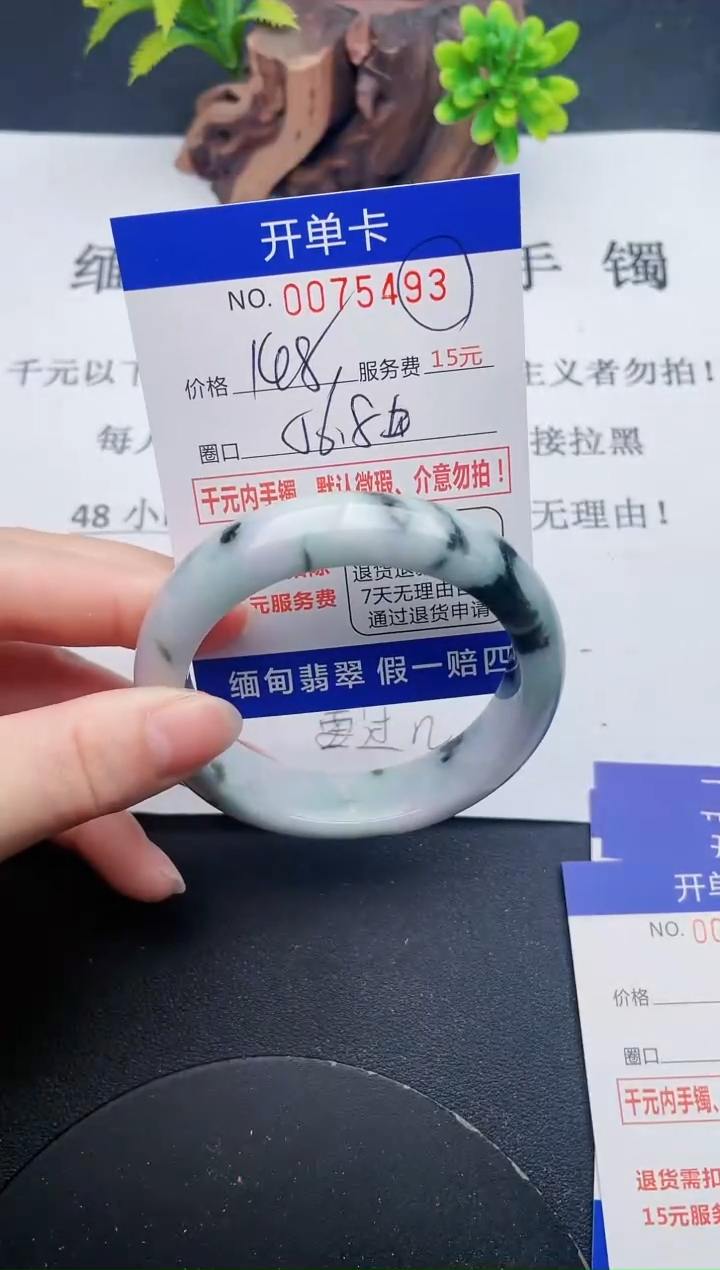 缅
手 镯
千元以下
主义者勿拍！
每人
接拉黑
48 小
无理由！
开单卡
NO. 0075493
价格 168 服务费 15元
圈口 56.8
千元内手镯、默认微瑕、介意勿拍！
元服务费
退货
7天无理由
通过退货申请
缅甸翡翠 假一赔四
要过几
开单
NO. 00
价格
圈口
千元内手镯、
退货需扣
15元服务